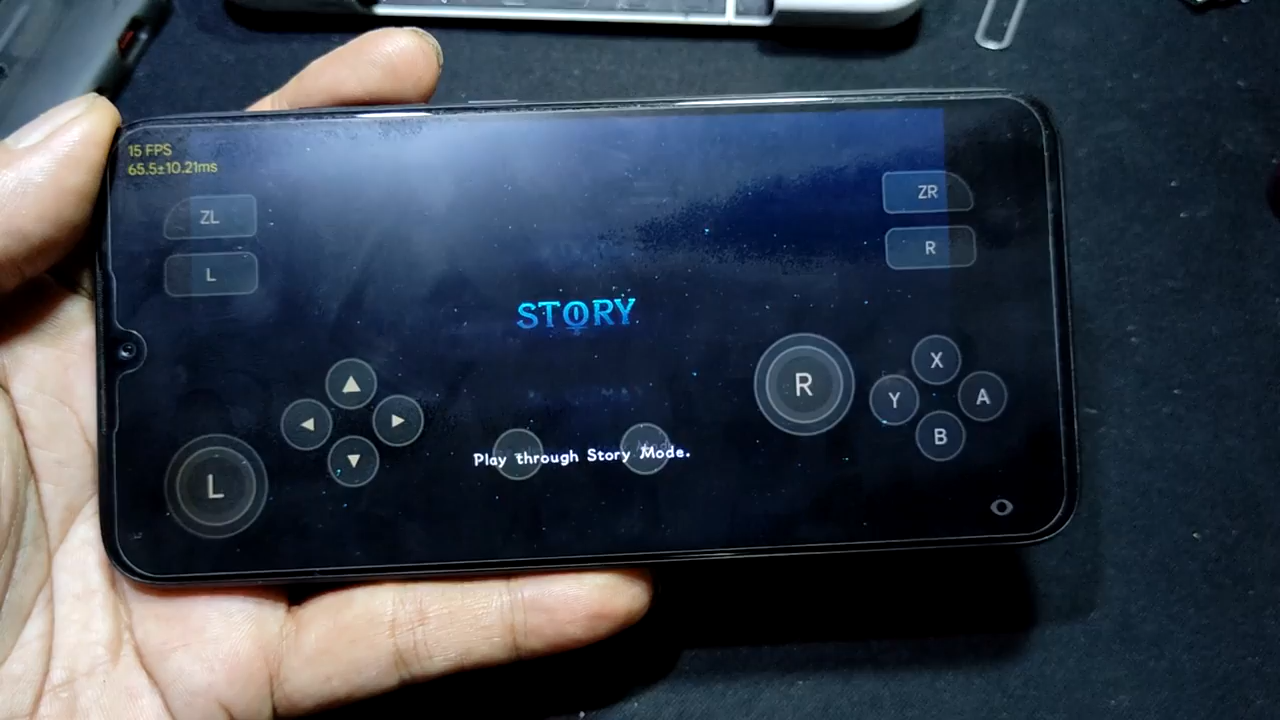 15 FPS
65.5±10.21ms
ZL
ZR
L
R
STORY
X
R
Y
A
B
Play through Story Mode.
L